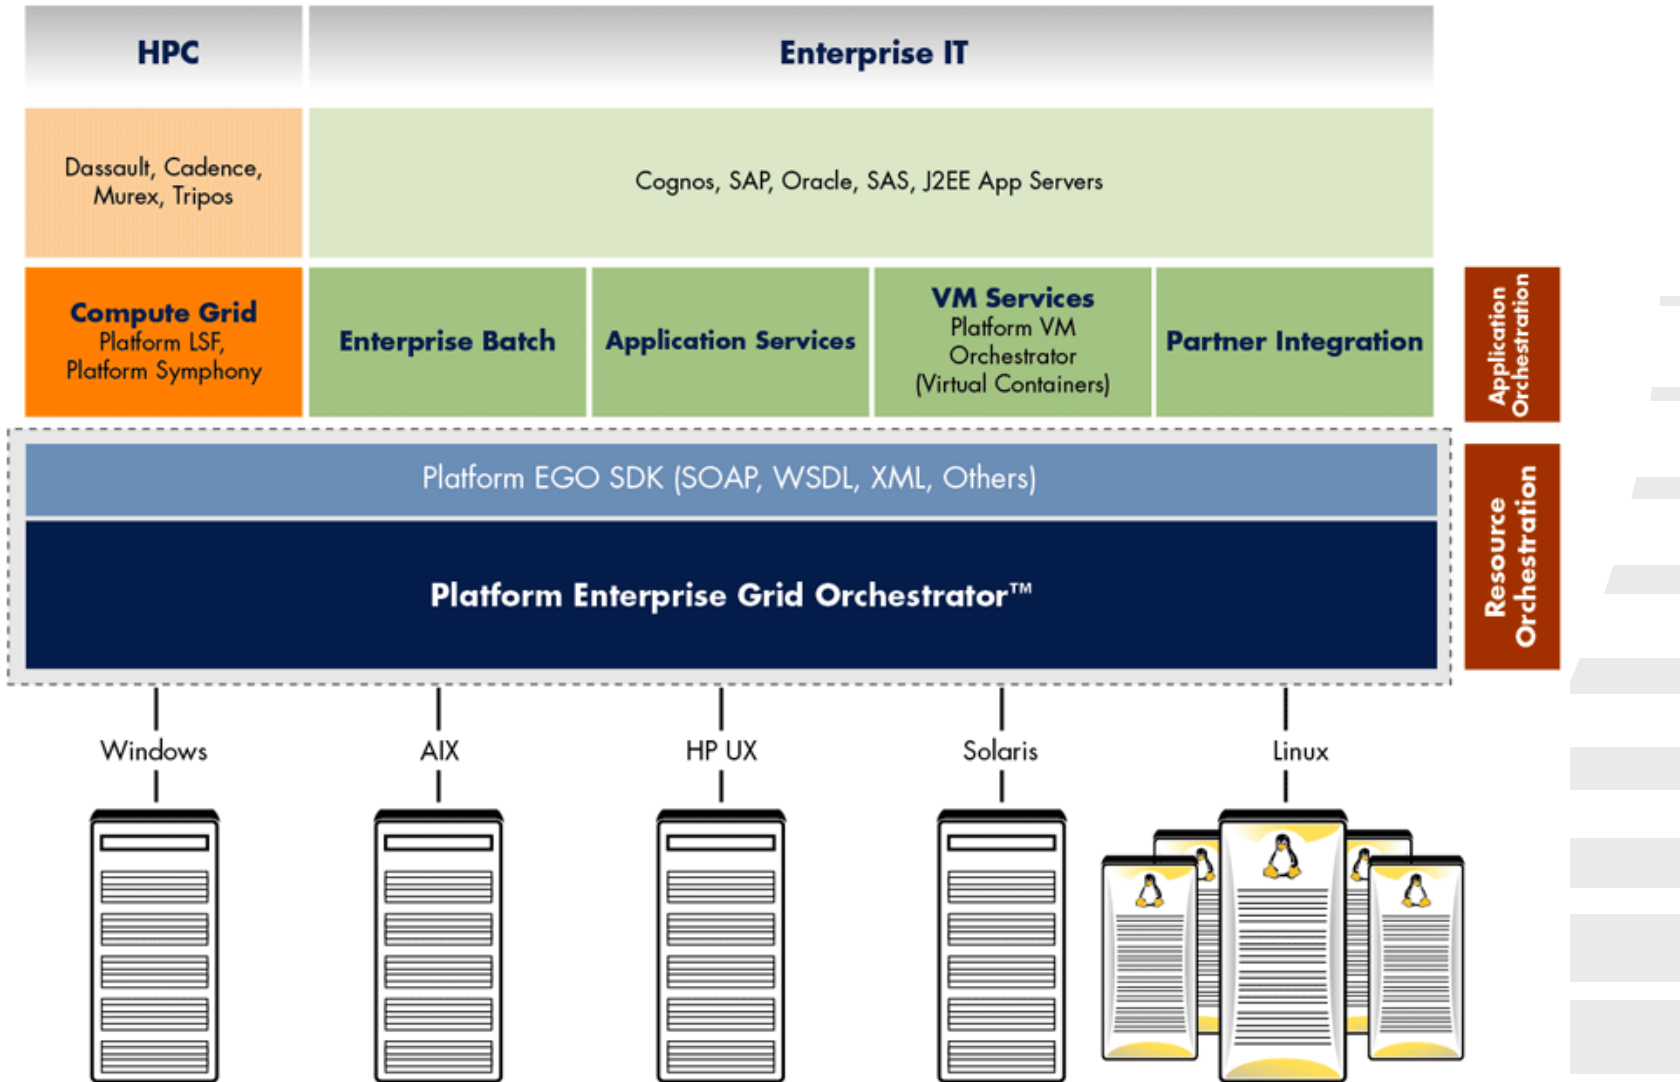 HPC
Enterprise IT
Dassault, Cadence,
Murex, Tripos
Cognos, SAP, Oracle, SAS, J2EE App Servers
Compute Grid
Platform LSF,
Platform Symphony
Enterprise Batch
Application Services
VM Services
Platform VM
Orchestrator
(Virtual Containers)
Partner Integration
Application
Orchestration
Platform EGO SDK (SOAP, WSDL, XML, Others)
Platform Enterprise Grid Orchestrator™
Resource
Orchestration
Windows
AIX
HP UX
Solaris
Linux